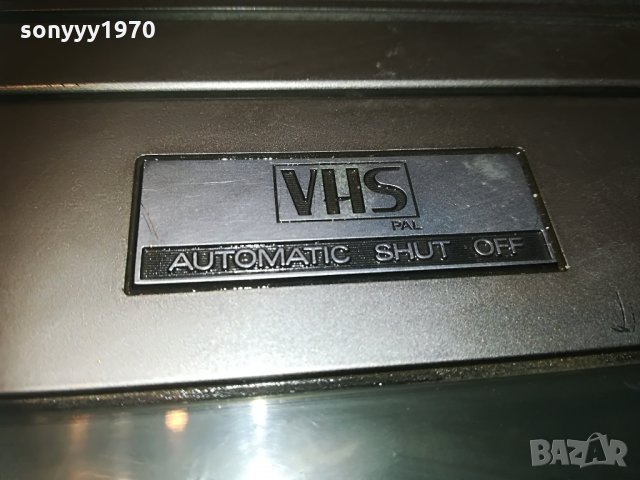 sonyyy1970
VHS
PAL
AUTOMATIC SHUT OFF
BAZAR